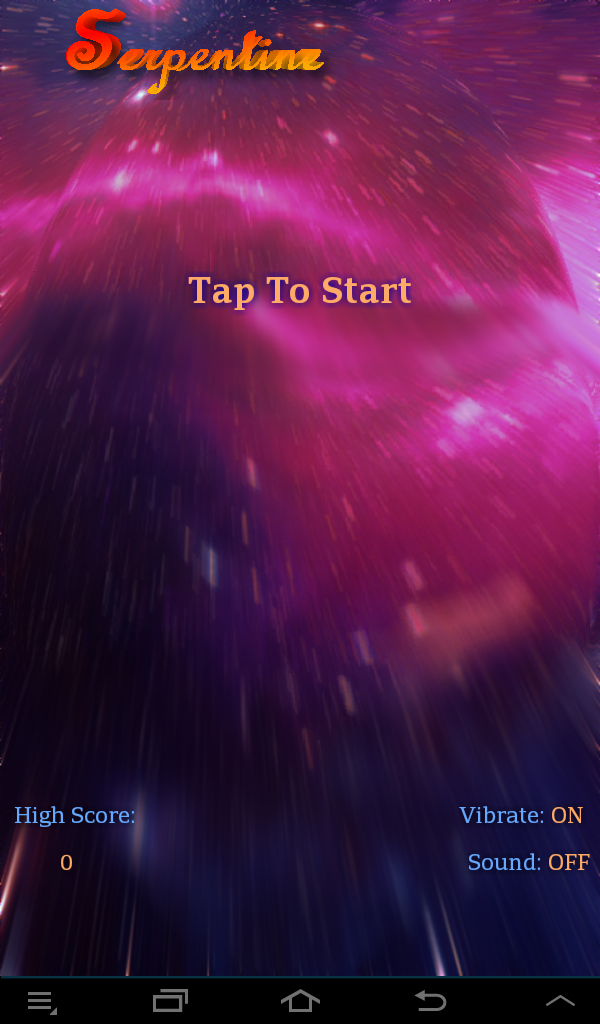 Serpentine
Tap To Start
High Score:
0
Vibrate: ON
Sound: OFF